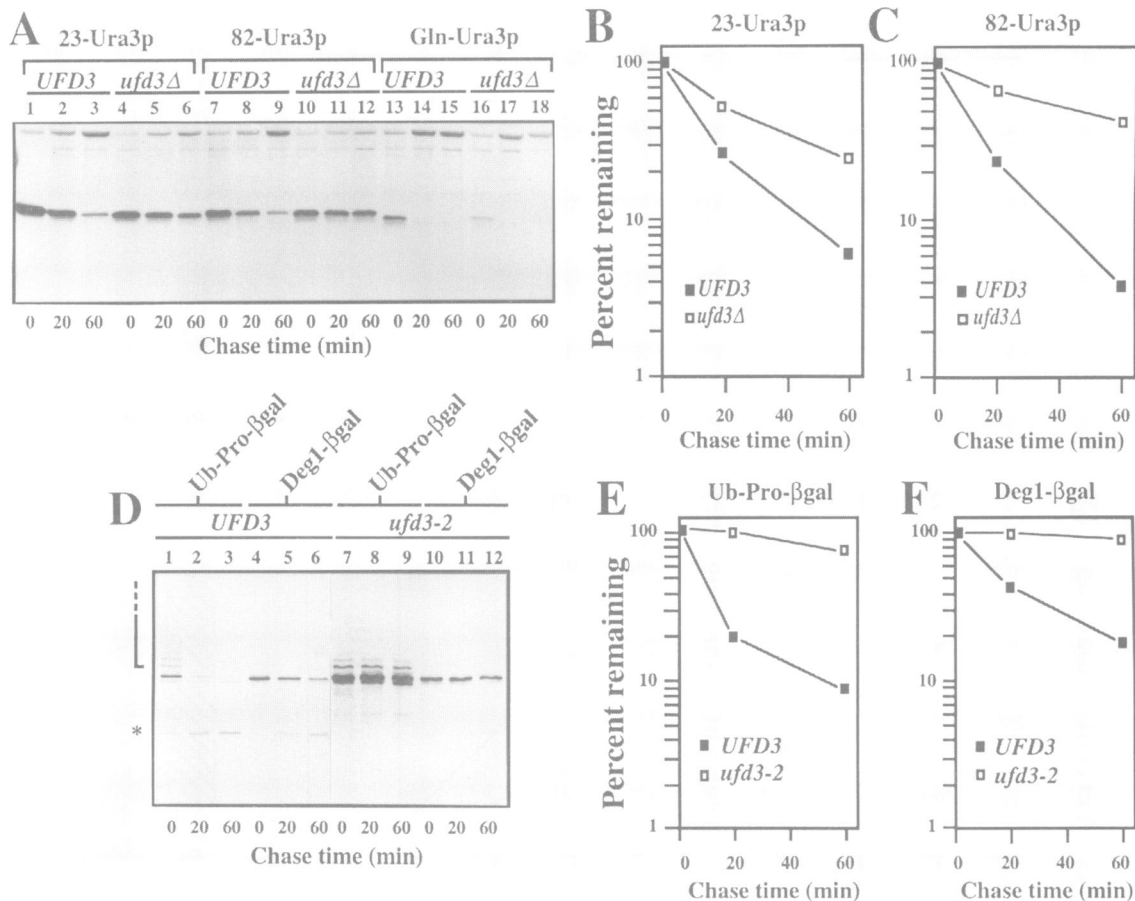 A
23-Ura3p 82-Ura3p Gln-Ura3p
UFD3 ufd3Δ UFD3 ufd3Δ UFD3 ufd3Δ
1 2 3 4 5 6 7 8 9 10 11 12 13 14 15 16 17 18
0 20 60 0 20 60 0 20 60 0 20 60 0 20 60 0 20 60
Chase time (min)
B
23-Ura3p
Percent remaining
100
10
1
UFD3
ufd3Δ
0 20 40 60
Chase time (min)
C
82-Ura3p
100
10
1
UFD3
ufd3Δ
0 20 40 60
Chase time (min)
D
Ub-Pro-βgal Deg1-βgal Ub-Pro-βgal Deg1-βgal
UFD3 ufd3-2
1 2 3 4 5 6 7 8 9 10 11 12
*
0 20 60 0 20 60 0 20 60 0 20 60
Chase time (min)
E
Ub-Pro-βgal
Percent remaining
100
10
1
UFD3
ufd3-2
0 20 40 60
Chase time (min)
F
Deg1-βgal
100
10
1
UFD3
ufd3-2
0 20 40 60
Chase time (min)